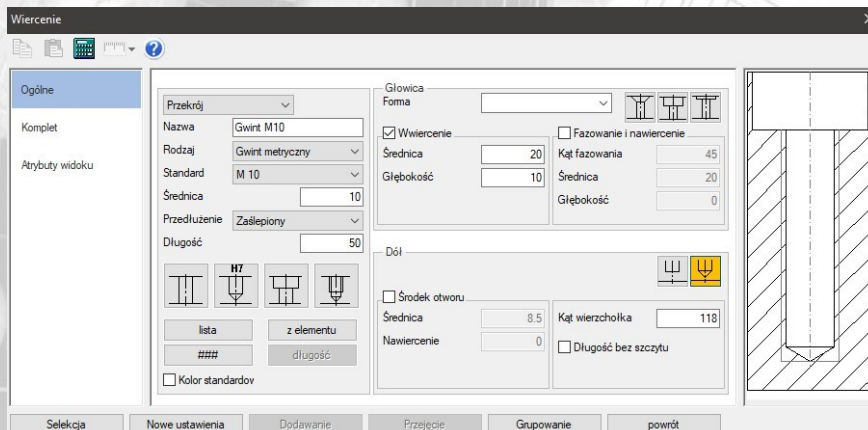 Wiercenie
Ogólne
Komplet
Atrybuty widoku
Przekrój
Nazwa Gwint M10
Rodzaj Gwint metryczny
Standard M 10
Średnica 10
Przedłużenie Zaślepiony
Długość 50
H7
lista z elementu
### długość
Kolor standardov
Głowica
Forma
Wwiercenie
Średnica 20
Głębokość 10
Fazowanie i nawiercenie
Kąt fazowania 45
Średnica 20
Głębokość 0
Dół
Środek otworu
Średnica 8.5
Nawiercenie 0
Kąt wierzchołka 118
Długość bez szczytu
Selekcja Nowe ustawienia Dodawanie Przejęcie Grupowanie powrót